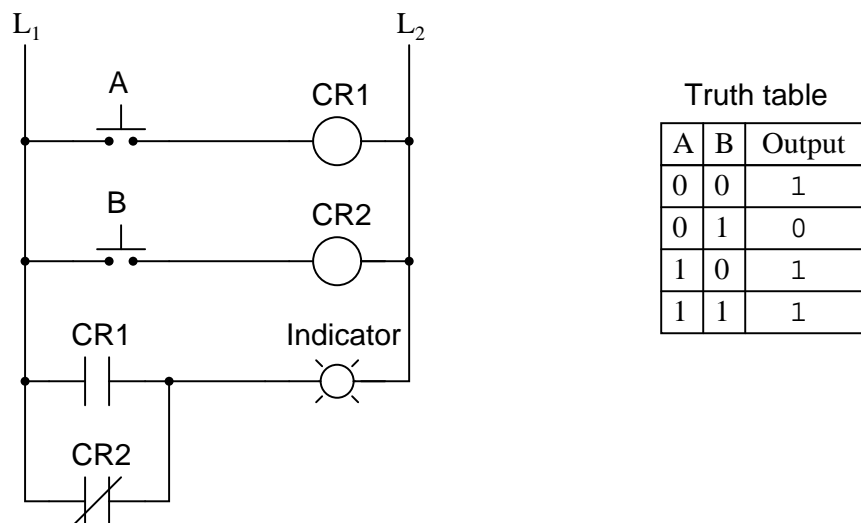 L1 L2
A CR1
B CR2
CR1 Indicator
CR2
Truth table
A B Output
0 0 1
0 1 0
1 0 1
1 1 1